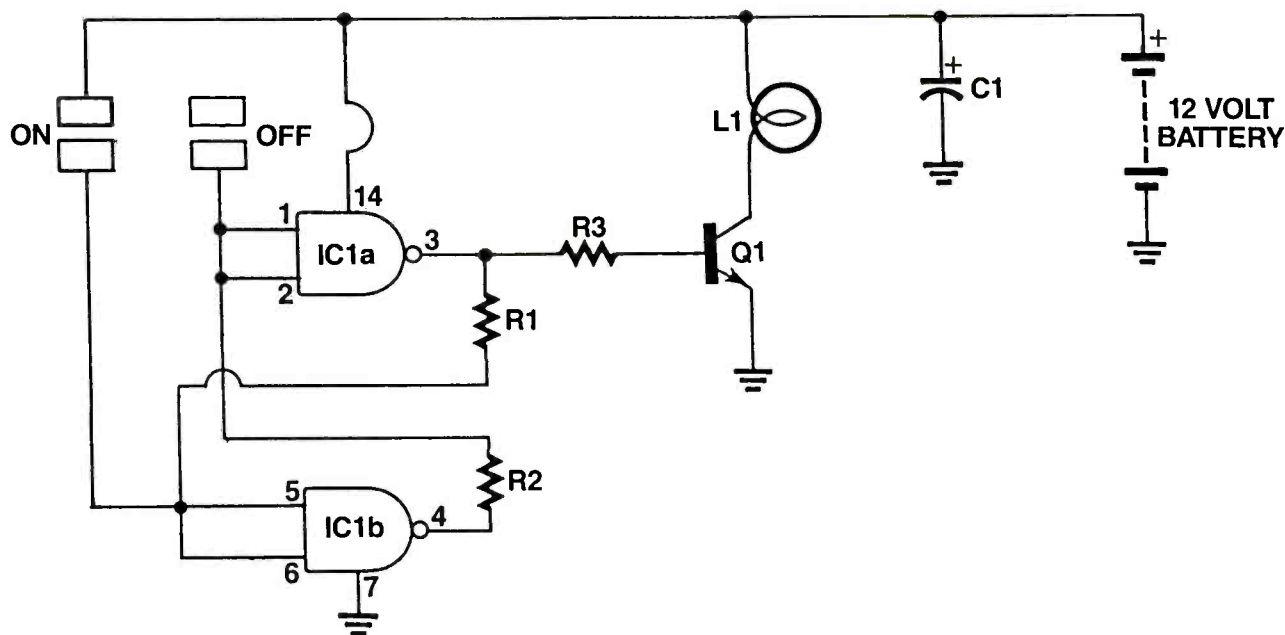 +
+
C1
L1
12 VOLT
BATTERY
ON
OFF
14
1
IC1a
3
R3
Q1
2
R1
R2
5
IC1b
4
6
7